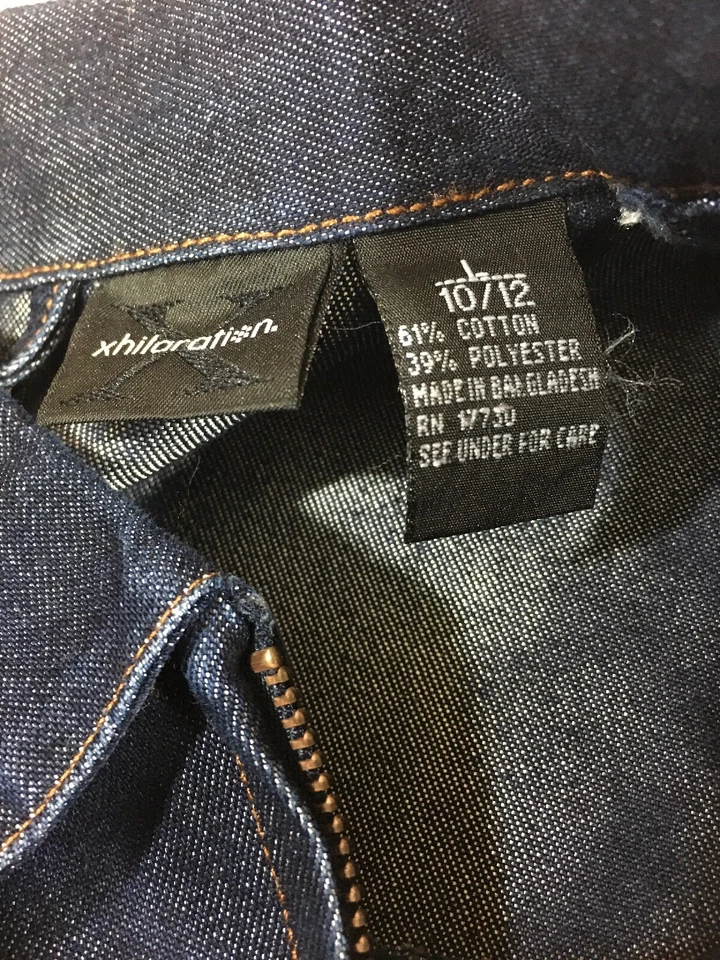 xhilaration.
L
10/12
61% COTTON
39% POLYESTER
MADE IN BANGLADESH
RN
SEE UNDER FOR CARE